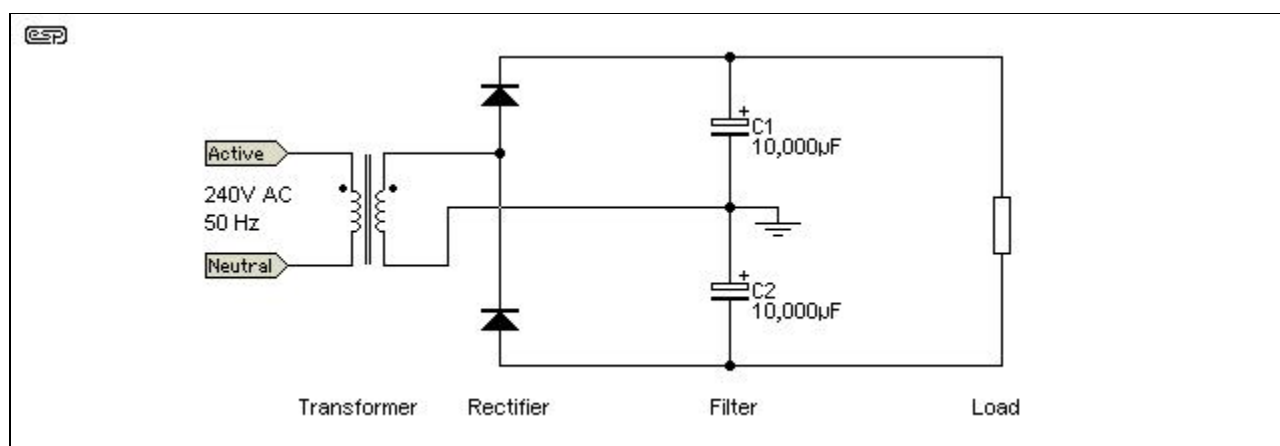 esp
Active
240V AC
50 Hz
Neutral
+
C1
10,000µF
+
C2
10,000µF
Transformer Rectifier Filter Load